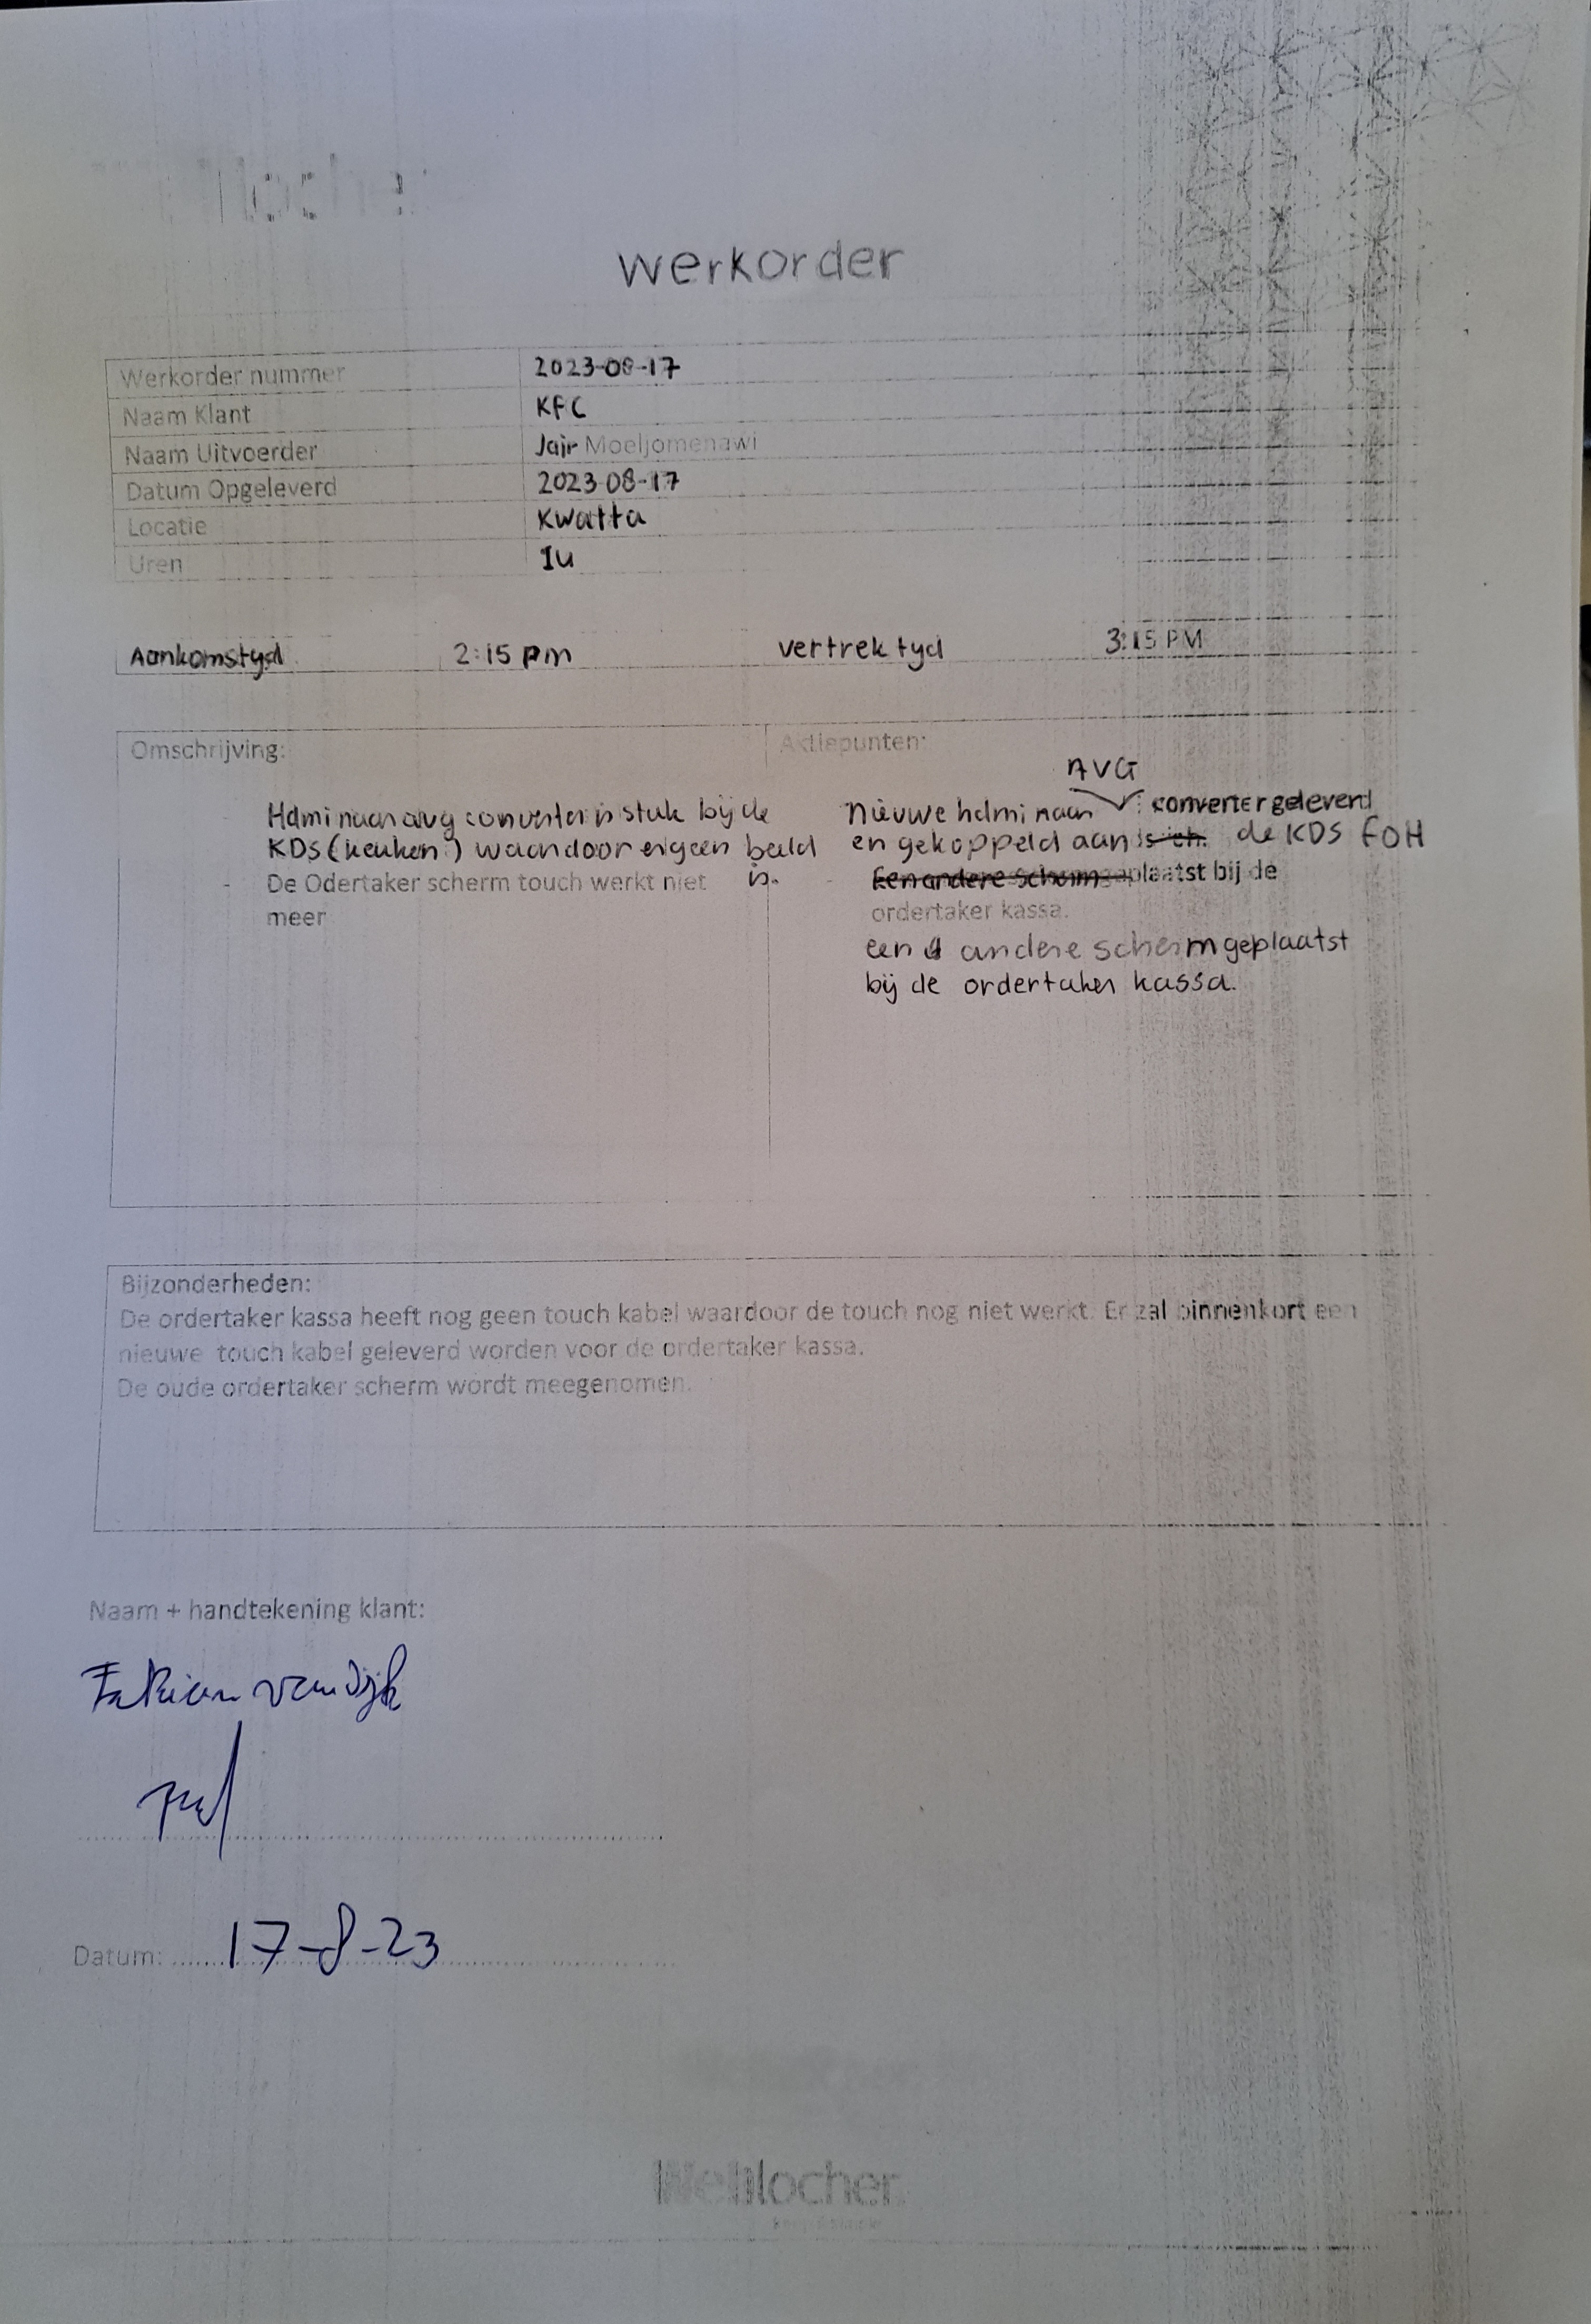 Werkorder
Werkorder nummer 2023-08-17
Naam Klant KFC
Naam Uitvoerder Jair Moeljomenawi
Datum Opgeleverd 2023-08-17
Locatie Kwatta
Uren 1u
Aankomstyd 2:15 pm vertrek tyd 3:15 PM
Omschrijving:
- Hdmi naar avg converter is stuk bij de
KDS (keuken) waardoor er geen beeld
is.
- De Odertaker scherm touch werkt niet
meer
Aktiepunten:
AVG
Nieuwe hdmi naar converter geleverd
en gekoppeld aan de KDS FOH
- Een andere scherm geplaatst bij de
ordertaker kassa.
een andere scherm geplaatst
bij de ordertaker kassa.
Bijzonderheden:
De ordertaker kassa heeft nog geen touch kabel waardoor de touch nog niet werkt. Er zal binnenkort een
nieuwe touch kabel geleverd worden voor de ordertaker kassa.
De oude ordertaker scherm wordt meegenomen.
Naam + handtekening klant:
Fabian van Dijk
Datum: 17-8-23